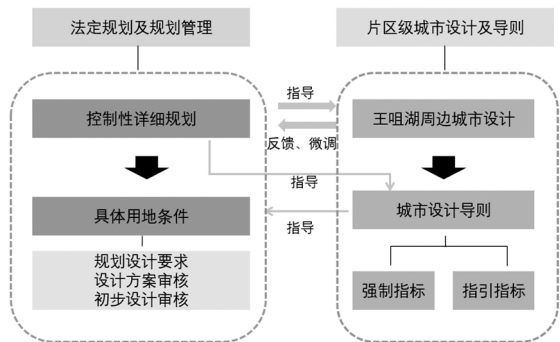 法定规划及规划管理
片区级城市设计及导则
控制性详细规划
指导
反馈、微调
王咀湖周边城市设计
指导
具体用地条件
指导
城市设计导则
规划设计要求
设计方案审核
初步设计审核
强制指标
指引指标